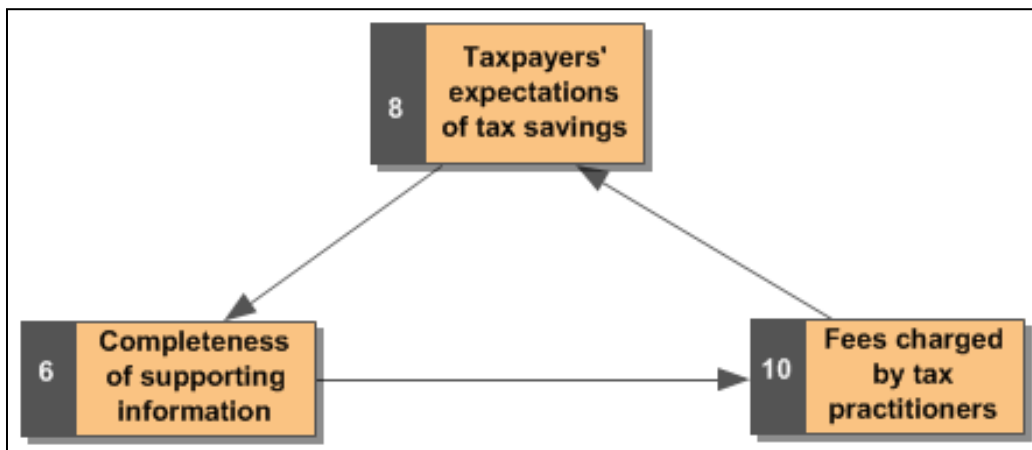 8
Taxpayers'
expectations
of tax savings
6
Completeness
of supporting
information
10
Fees charged
by tax
practitioners